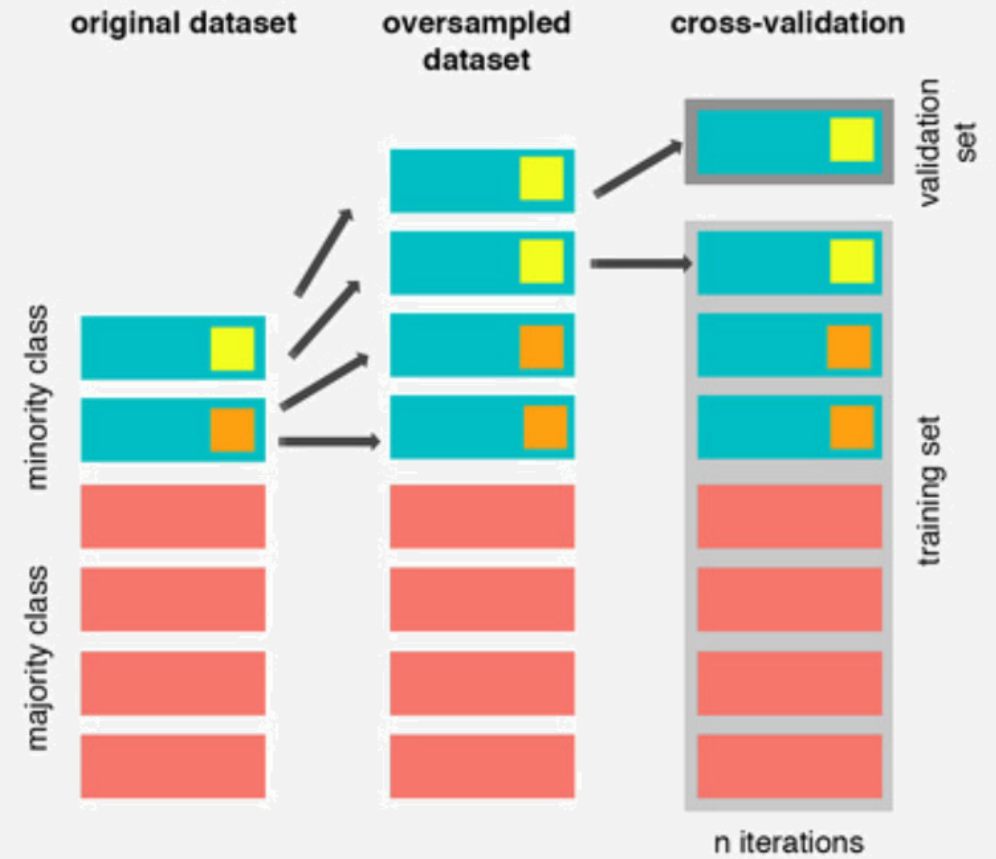 original dataset
oversampled
dataset
cross-validation
validation
set
minority class
majority class
training set
n iterations